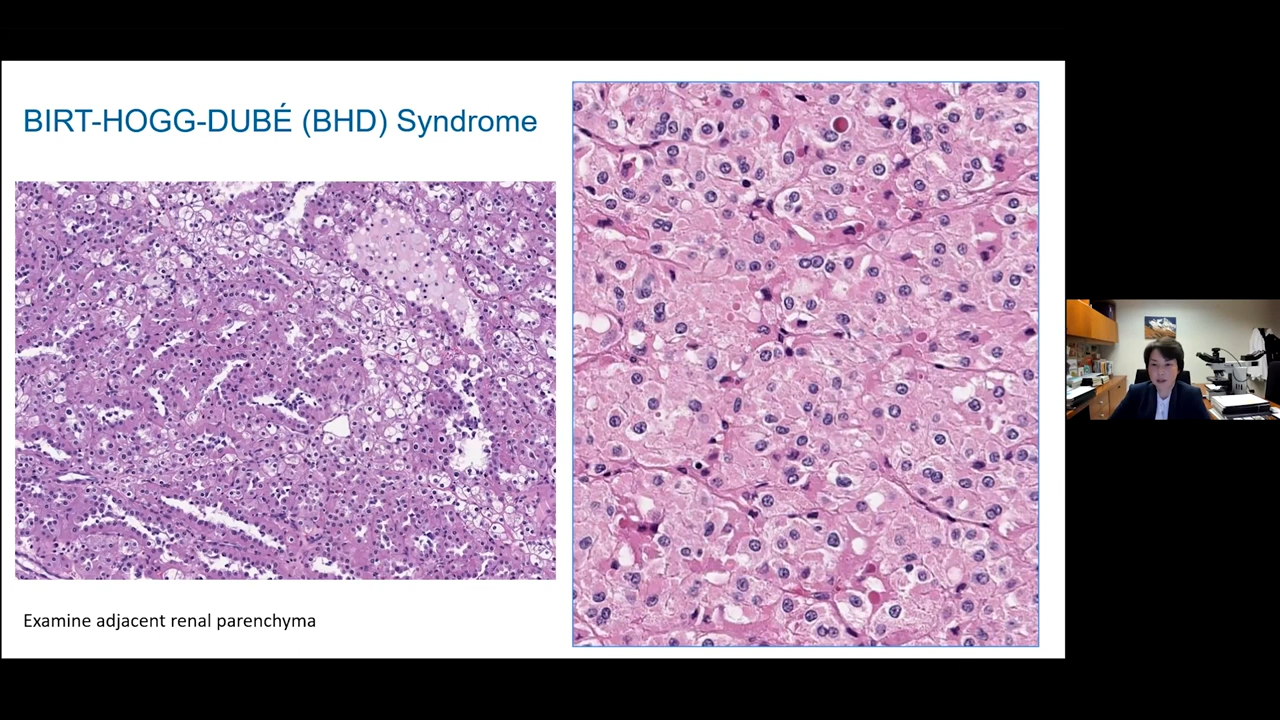 BIRT-HOGG-DUBÉ (BHD) Syndrome
Examine adjacent renal parenchyma